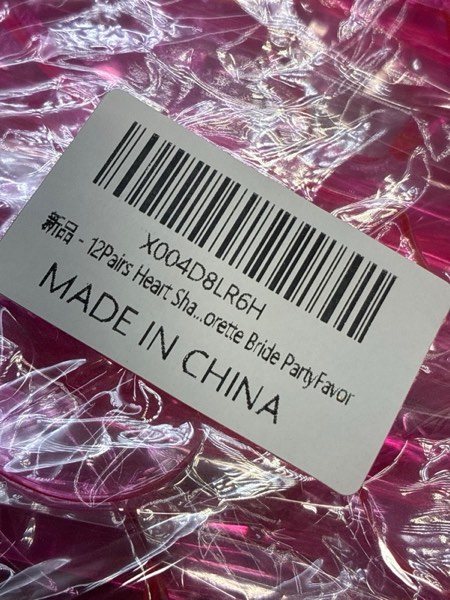 X004D8LR6H
新品 - 12Pairs Heart Sha...orette Bride PartyFavor
MADE IN CHINA